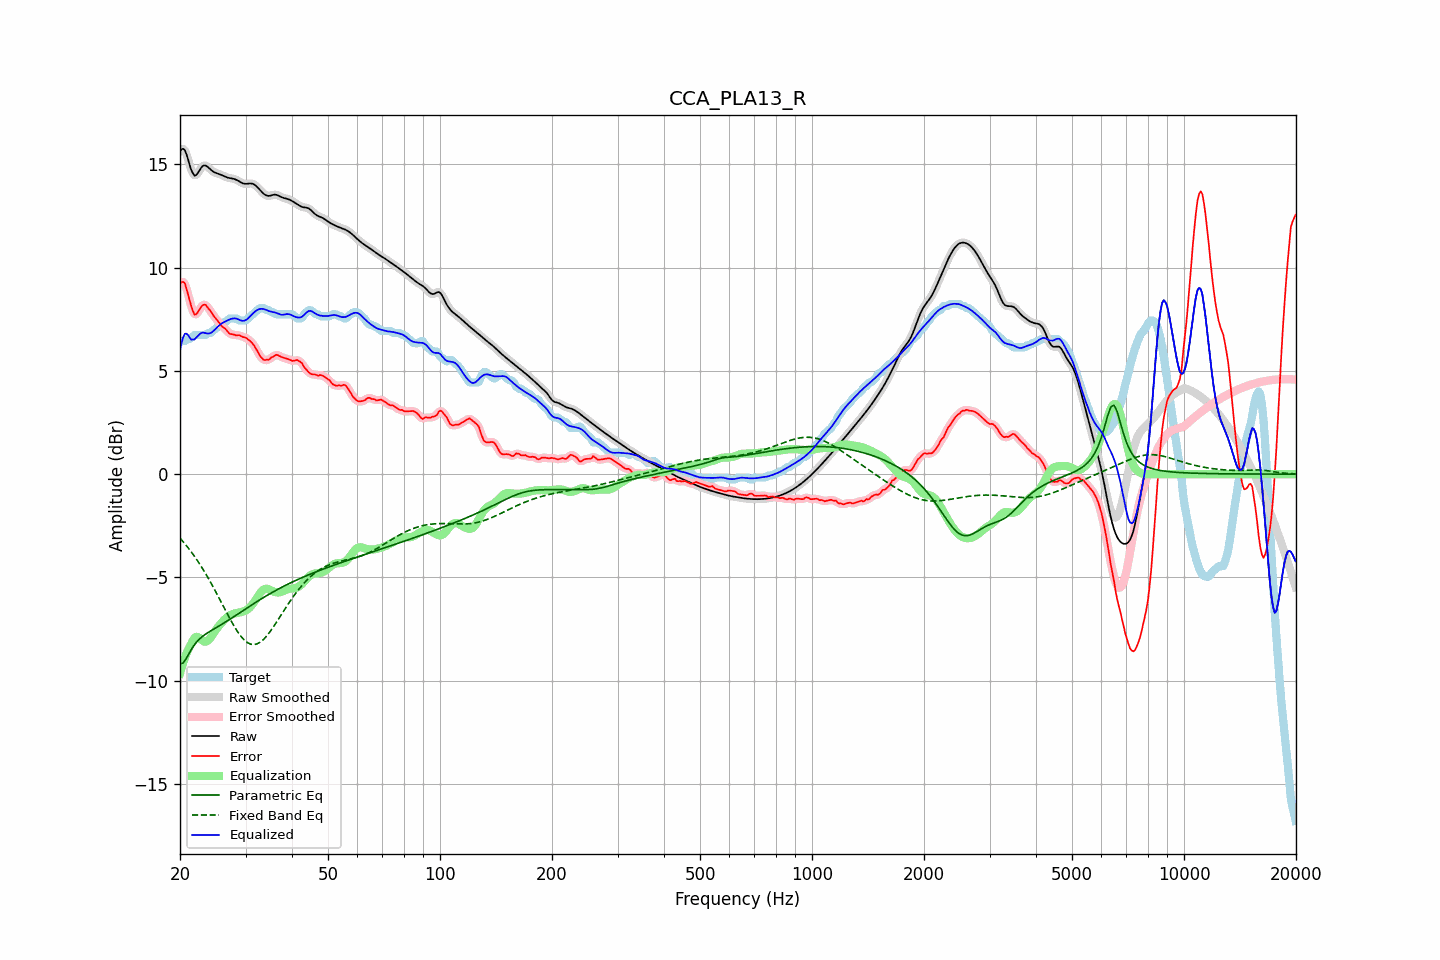 CCA_PLA13_R
Amplitude (dBr)
15
10
5
0
−5
−10
−15
Target
Raw Smoothed
Error Smoothed
Raw
Error
Equalization
Parametric Eq
Fixed Band Eq
Equalized
20
50
100
200
500
1000
2000
5000
10000
20000
Frequency (Hz)